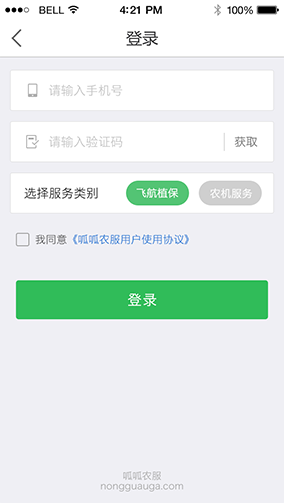 BELL 4:21 PM 100%
登录
请输入手机号
请输入验证码 获取
选择服务类别 飞航植保 农机服务
我同意《呱呱农服用户使用协议》
登录
呱呱农服
nongguauga.com